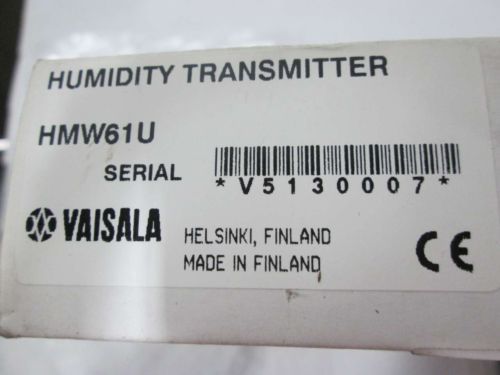 HUMIDITY TRANSMITTER
HMW61U
SERIAL
*V5130007*
VAISALA
HELSINKI, FINLAND
MADE IN FINLAND
CE